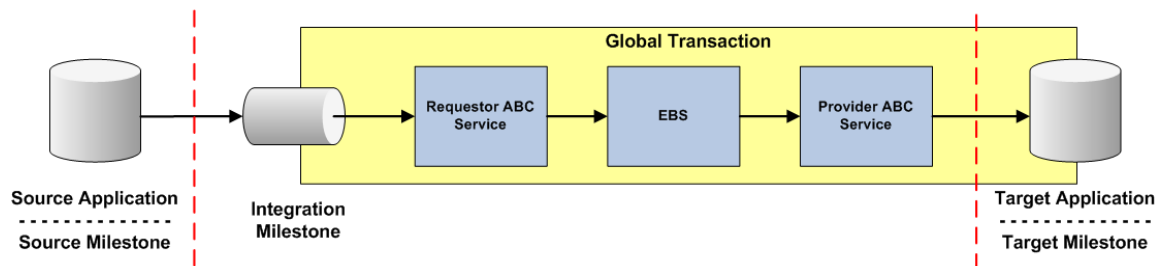 Global Transaction
Requestor ABC
Service
EBS
Provider ABC
Service
Source Application
Source Milestone
Integration
Milestone
Target Application
Target Milestone